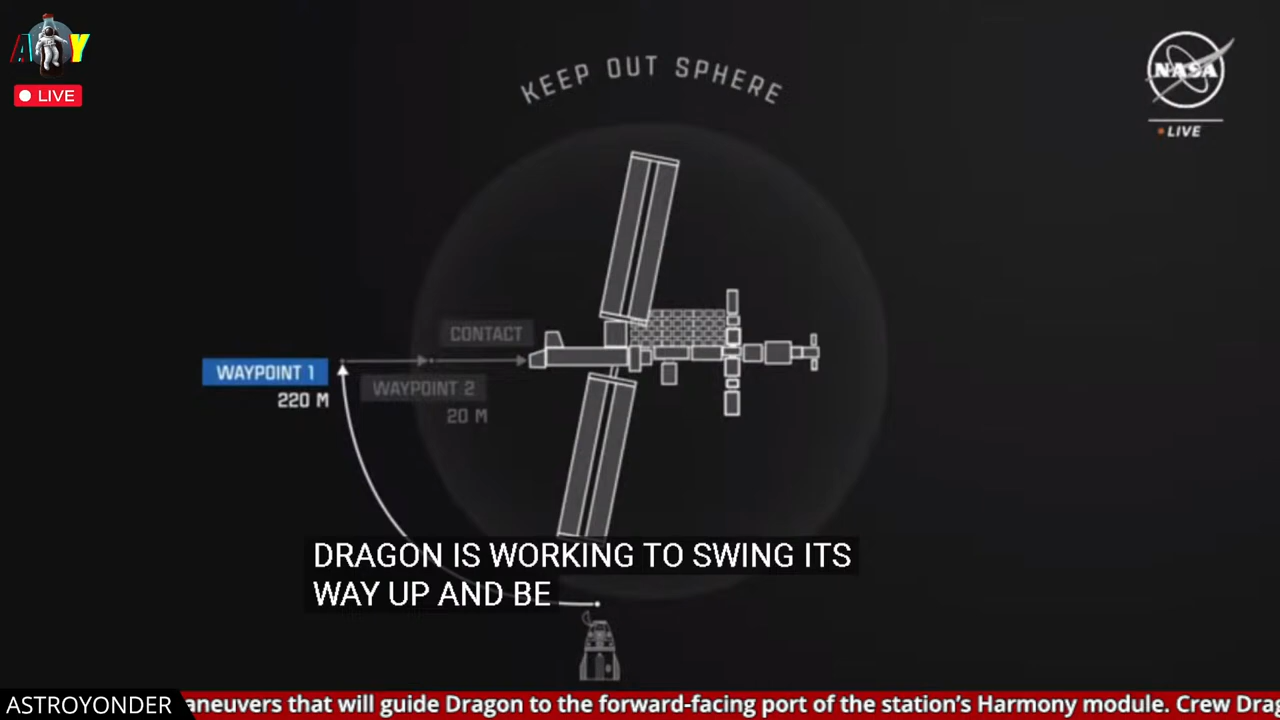 A Y
LIVE
KEEP OUT SPHERE
NASA
LIVE
CONTACT
WAYPOINT 1
220 M
WAYPOINT 2
20 M
DRAGON IS WORKING TO SWING ITS
WAY UP AND BE
ASTROYONDER
aneuvers that will guide Dragon to the forward-facing port of the station's Harmony module. Crew Drag